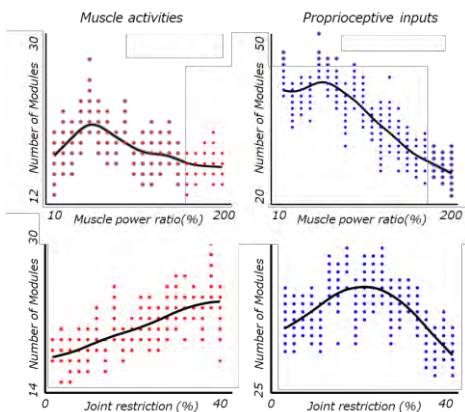 Muscle activities
Proprioceptive inputs
30
Number of Modules
12
10
200
Muscle power ratio(%)
50
Number of Modules
20
10
200
Muscle power ratio(%)
30
Number of Modules
14
0
40
Joint restriction (%)
Number of Modules
25
0
40
Joint restriction (%)